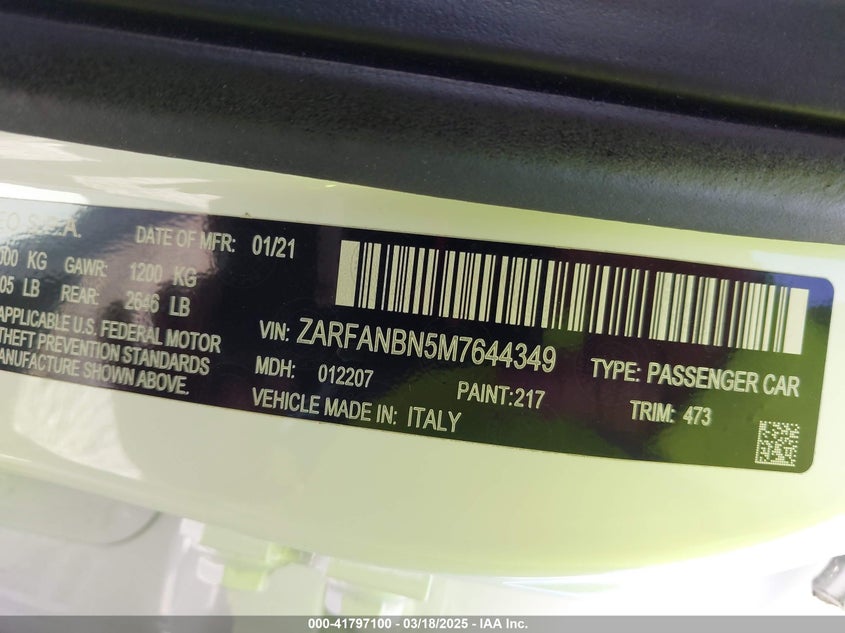 DATE OF MFR: 01/21
KG GAWR: 1200 KG
LB REAR: 2646 LB
APPLICABLE U.S. FEDERAL MOTOR
THEFT PREVENTION STANDARDS
MANUFACTURE SHOWN ABOVE.
VIN: ZARFANBN5M7644349
MDH: 012207 PAINT:217
VEHICLE MADE IN: ITALY
TYPE: PASSENGER CAR
TRIM: 473
000-41797100 — 03/18/2025 — IAA Inc.